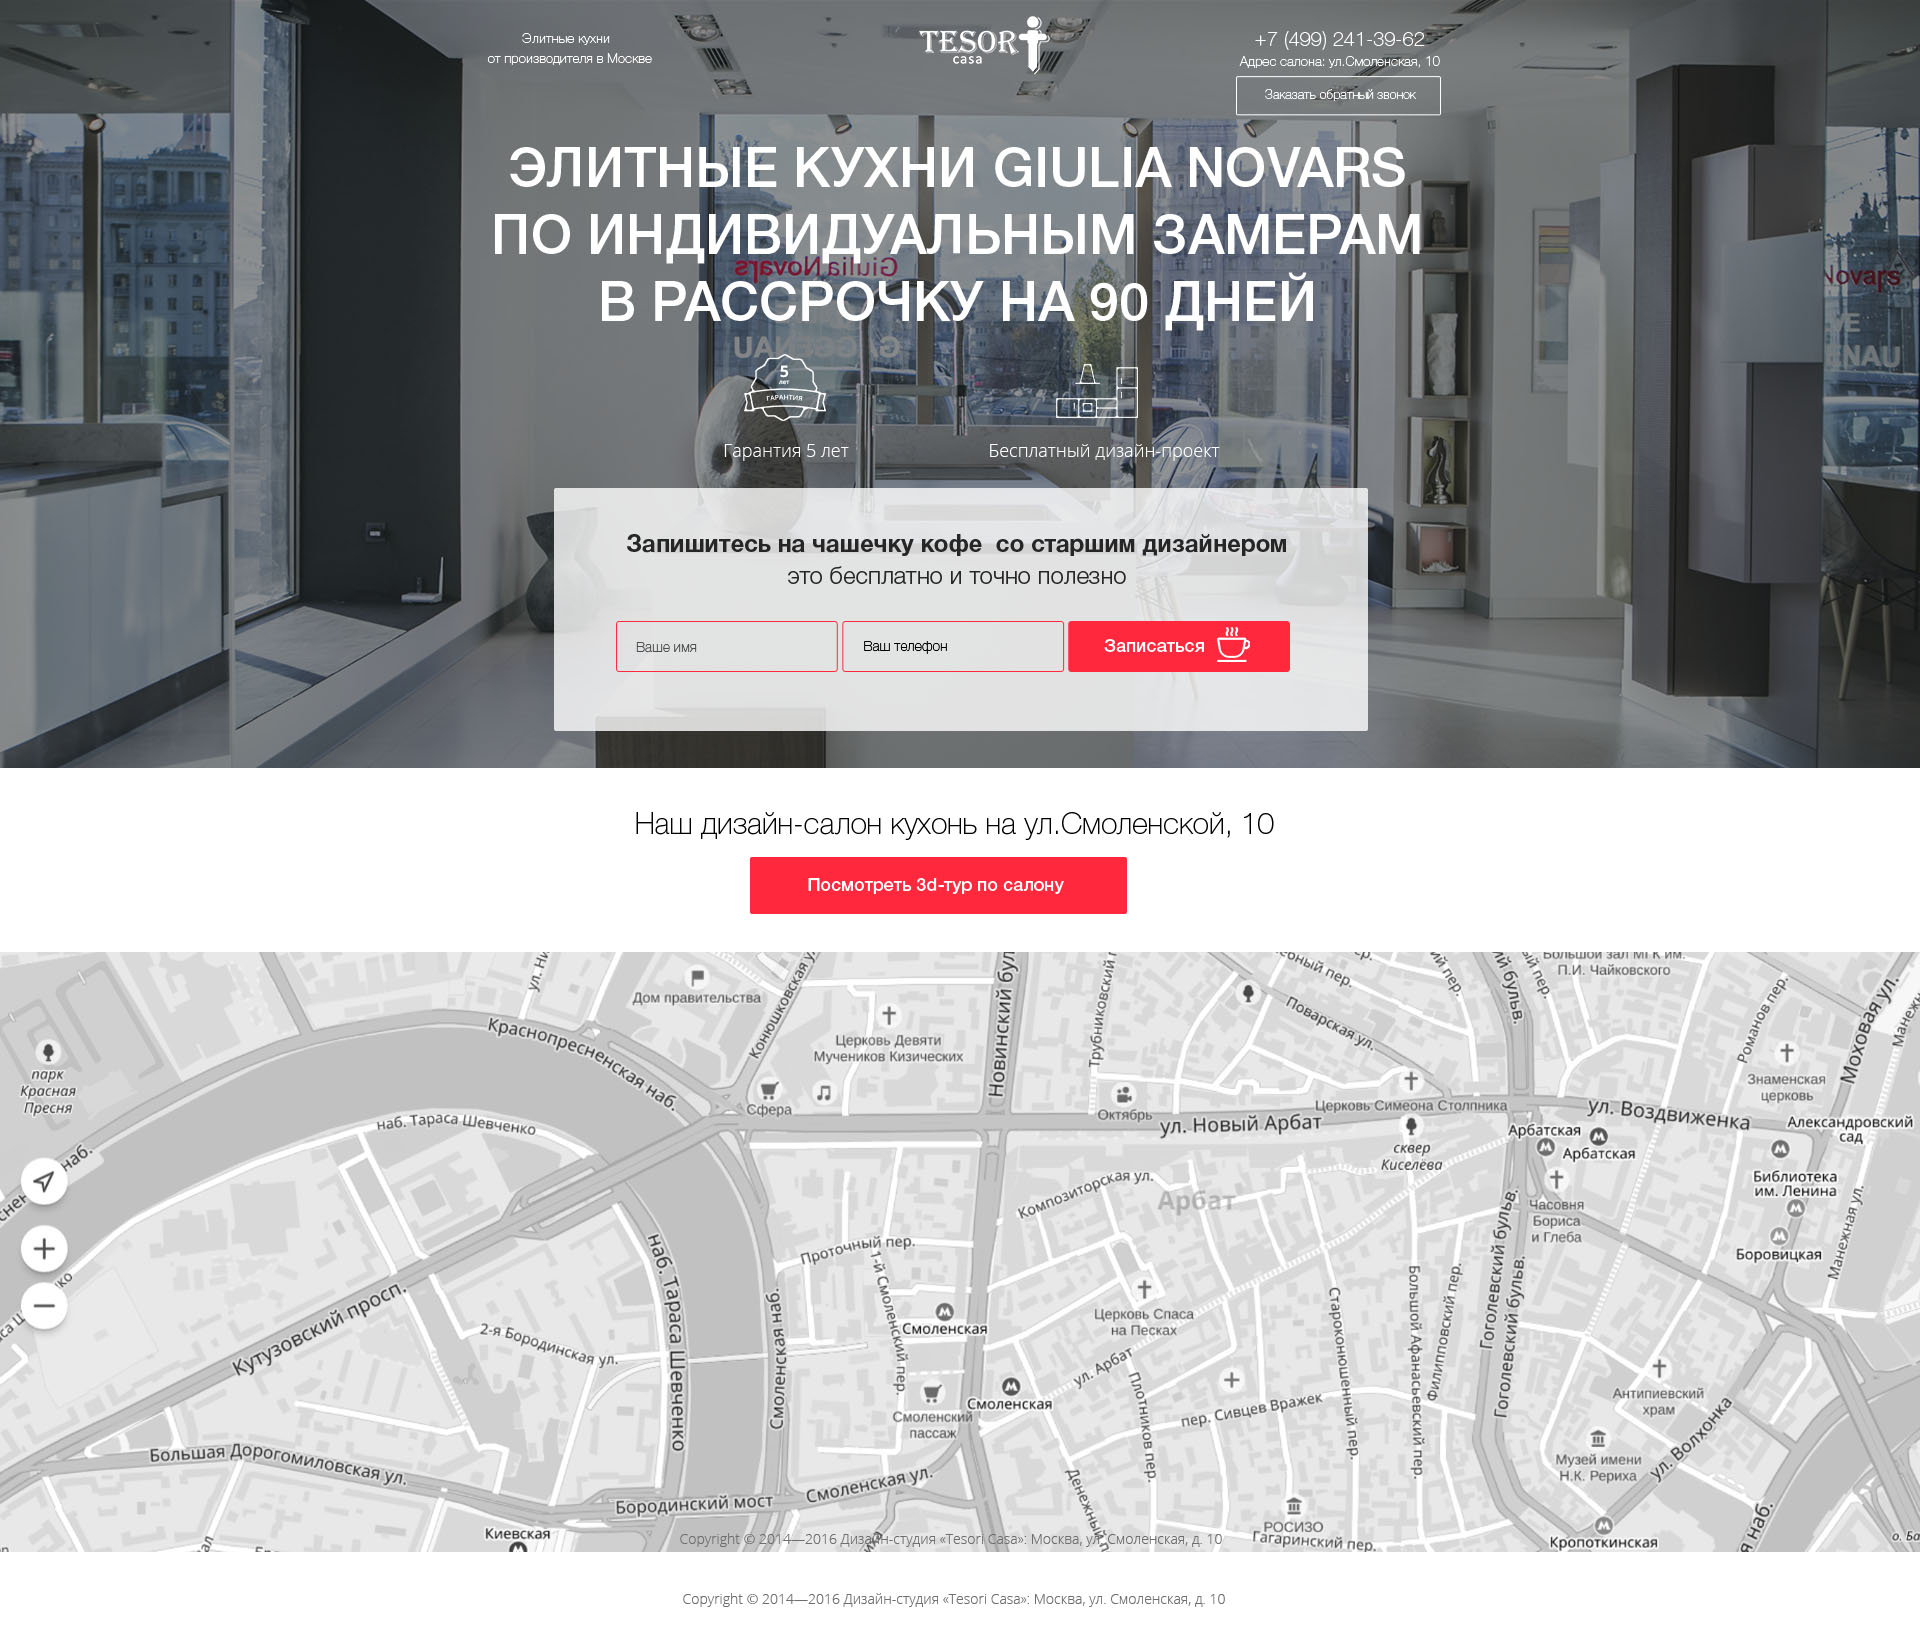 Элитные кухни
от производителя в Москве
TESOR
casa
+7 (499) 241-39-62
Адрес салона: ул.Смоленская, 10
Заказать обратный звонок
ЭЛИТНЫЕ КУХНИ GIULIA NOVARS
ПО ИНДИВИДУАЛЬНЫМ ЗАМЕРАМ
В РАССРОЧКУ НА 90 ДНЕЙ
Giulia Novars
GAGGENAU
Novars
5
лет
ГАРАНТИЯ
Гарантия 5 лет
Бесплатный дизайн-проект
Запишитесь на чашечку кофе  со старшим дизайнером
это бесплатно и точно полезно
Ваше имя
Ваш телефон
Записаться
Наш дизайн-салон кухонь на ул.Смоленской, 10
Посмотреть 3d-тур по салону
Дом правительства
Конюшковская ул.
Новинский буль
Трубниковский п
Поварская ул.
Большой зал МГК им.
П.И. Чайковского
Романов пер.
Моховая ул.
Краснопресненская наб.
Церковь Девяти
Мучеников Кизических
парк
Красная
Пресня
Сфера
Октябрь
Церковь Симеона Столпника
Знаменская
церковь
наб. Тараса Шевченко
ул. Новый Арбат
ул. Воздвиженка
Александровский
сад
Арбатская
Арбатская
сквер
Киселёва
Библиотека
им. Ленина
Композиторская ул.
Арбат
Часовня
Бориса
и Глеба
Боровицкая
Манежная ул.
Проточный пер.
1-й Смоленский пер.
наб. Тараса Шевченко
Смоленская наб.
Кутузовский просп.
2-я Бородинская ул.
Смоленская
Церковь Спаса
на Песках
Староконюшенный пер.
Большой Афанасьевский пер.
Филипповский пер.
Гоголевский бульв.
Гоголевский бульв.
ул. Арбат
Плотников пер.
Смоленская
Смоленский
пассаж
пер. Сивцев Вражек
Антипиевский
храм
ул. Волхонка
Музей имени
Н.К. Рериха
Большая Дорогомиловская ул.
Бородинский мост
Смоленская ул.
Денежный п
Киевская
РОСИЗО
Гагаринский пер.
Кропоткинская
Copyright © 2014—2016 Дизайн-студия «Tesori Casa»: Москва, ул. Смоленская, д. 10
Copyright © 2014—2016 Дизайн-студия «Tesori Casa»: Москва, ул. Смоленская, д. 10